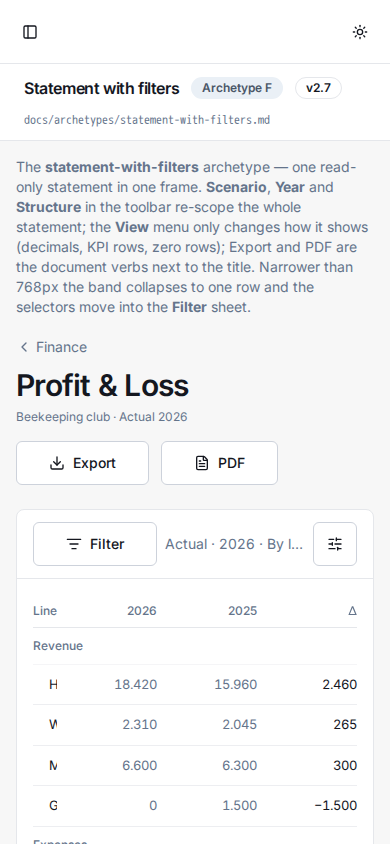 Statement with filters Archetype F v2.7
docs/archetypes/statement-with-filters.md
The statement-with-filters archetype — one read-
only statement in one frame. Scenario, Year and
Structure in the toolbar re-scope the whole
statement; the View menu only changes how it shows
(decimals, KPI rows, zero rows); Export and PDF are
the document verbs next to the title. Narrower than
768px the band collapses to one row and the
selectors move into the Filter sheet.
Finance
Profit & Loss
Beekeeping club · Actual 2026
Export PDF
Filter Actual · 2026 · By l...
Line 2026 2025 Δ
Revenue
H 18.420 15.960 2.460
2.310 2.045 265
6.600 6.300 300
G 0 1.500 −1.500
Expenses